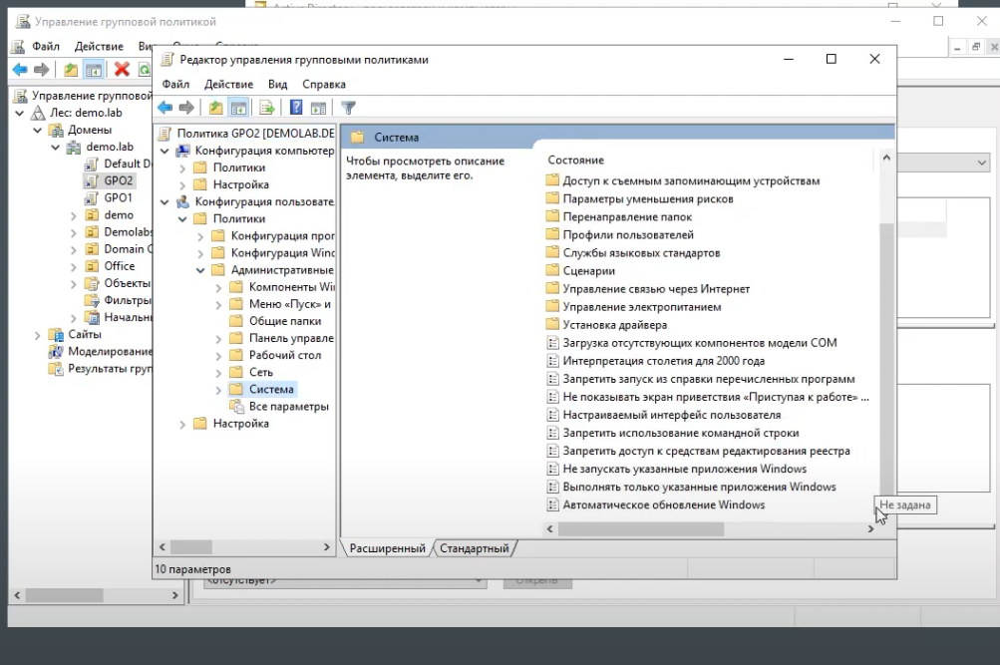 Управление групповой политикой
Файл Действие
Управление групповой
Лес: demo.lab
Домены
demo.lab
Default D
GPO2
GPO1
demo
Demolabs
Domain C
Office
Объекты
Фильтры
Начальн
Сайты
Моделирование
Результаты груп
Редактор управления групповыми политиками
Файл Действие Вид Справка
Политика GPO2 [DEMOLAB.DE
Конфигурация компьютер
Политики
Настройка
Конфигурация пользовате
Политики
Конфигурация прог
Конфигурация Winc
Административные
Компоненты Wi
Меню «Пуск» и
Общие папки
Панель управле
Рабочий стол
Сеть
Система
Все параметры
Настройка
Система
Чтобы просмотреть описание
элемента, выделите его.
Состояние
Доступ к съемным запоминающим устройствам
Параметры уменьшения рисков
Перенаправление папок
Профили пользователей
Службы языковых стандартов
Сценарии
Управление связью через Интернет
Управление электропитанием
Установка драйвера
Загрузка отсутствующих компонентов модели COM
Интерпретация столетия для 2000 года
Запретить запуск из справки перечисленных программ
Не показывать экран приветствия «Приступая к работе» ...
Настраиваемый интерфейс пользователя
Запретить использование командной строки
Запретить доступ к средствам редактирования реестра
Не запускать указанные приложения Windows
Выполнять только указанные приложения Windows
Автоматическое обновление Windows
Не задана
Расширенный Стандартный
10 параметров